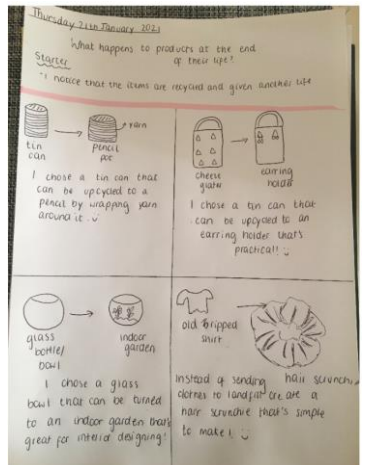 Thursday 21th January 2021
What happens to products at the end
of their life?
Starter
I notice that the items are recycled and given another life
tin
can
pencil
pot
yarn
I chose a tin can that
can be upcycled to a
pencil by wrapping yarn
around it.
cheese
grater
earring
holder
I chose a tin can that
can be upcycled to an
earring holder that's
practical!
glass
bottle/
bowl
indoor
garden
I chose a glass
bowl that can be turned
to an indoor garden that's
great for interior designing!
old ripped
shirt
hair scrunchie
Instead of sending
clothes to landfill create a
hair scrunchie that's simple
to make!